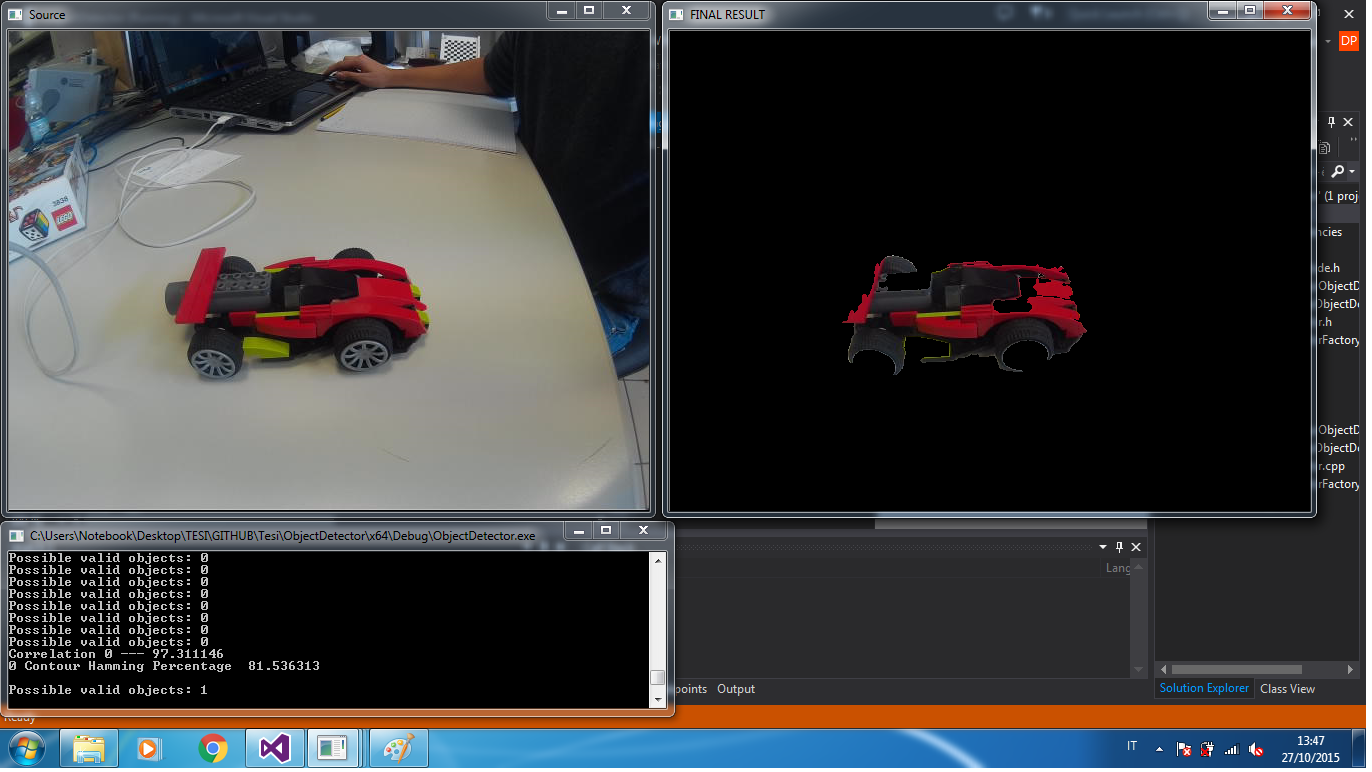 Source
3838
LEGO
FINAL RESULT
DP
(1 proj
ncies
de.h
ObjectD
ObjectDe
r.h
rFactory
ObjectD
ObjectDe
r.cpp
rFactory
C:\Users\Notebook\Desktop\TESI\GITHUB\Tesi\ObjectDetector\x64\Debug\ObjectDetector.exe
Possible valid objects: 0
Possible valid objects: 0
Possible valid objects: 0
Possible valid objects: 0
Possible valid objects: 0
Possible valid objects: 0
Possible valid objects: 0
Possible valid objects: 0
Correlation 0 --- 97.311146
0 Contour Hamming Percentage  81.536313
Possible valid objects: 1
Lang
points
Output
Solution Explorer
Class View
Ready
IT
13:47
27/10/2015